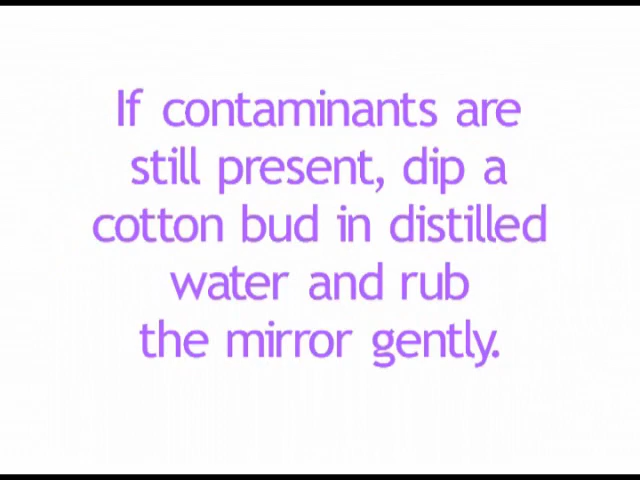 If contaminants are
still present, dip a
cotton bud in distilled
water and rub
the mirror gently.